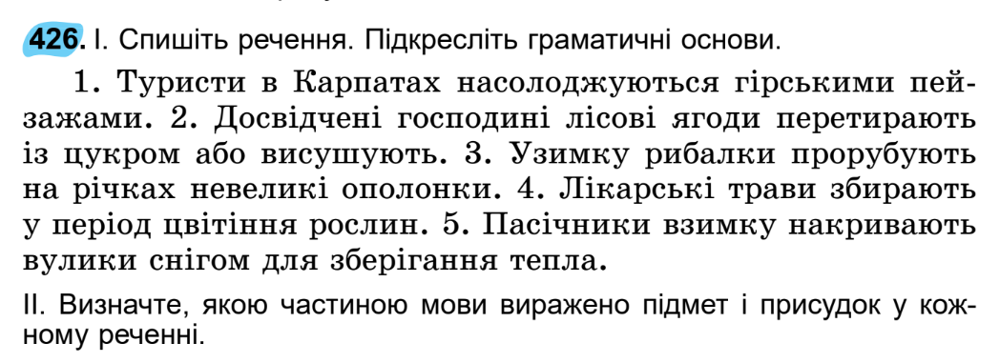 426. І. Спишіть речення. Підкресліть граматичні основи.
1. Туристи в Карпатах насолоджуються гірськими пей-
зажами. 2. Досвідчені господині лісові ягоди перетирають
із цукром або висушують. 3. Узимку рибалки прорубують
на річках невеликі ополонки. 4. Лікарські трави збирають
у період цвітіння рослин. 5. Пасічники взимку накривають
вулики снігом для зберігання тепла.
ІІ. Визначте, якою частиною мови виражено підмет і присудок у кож-
ному реченні.